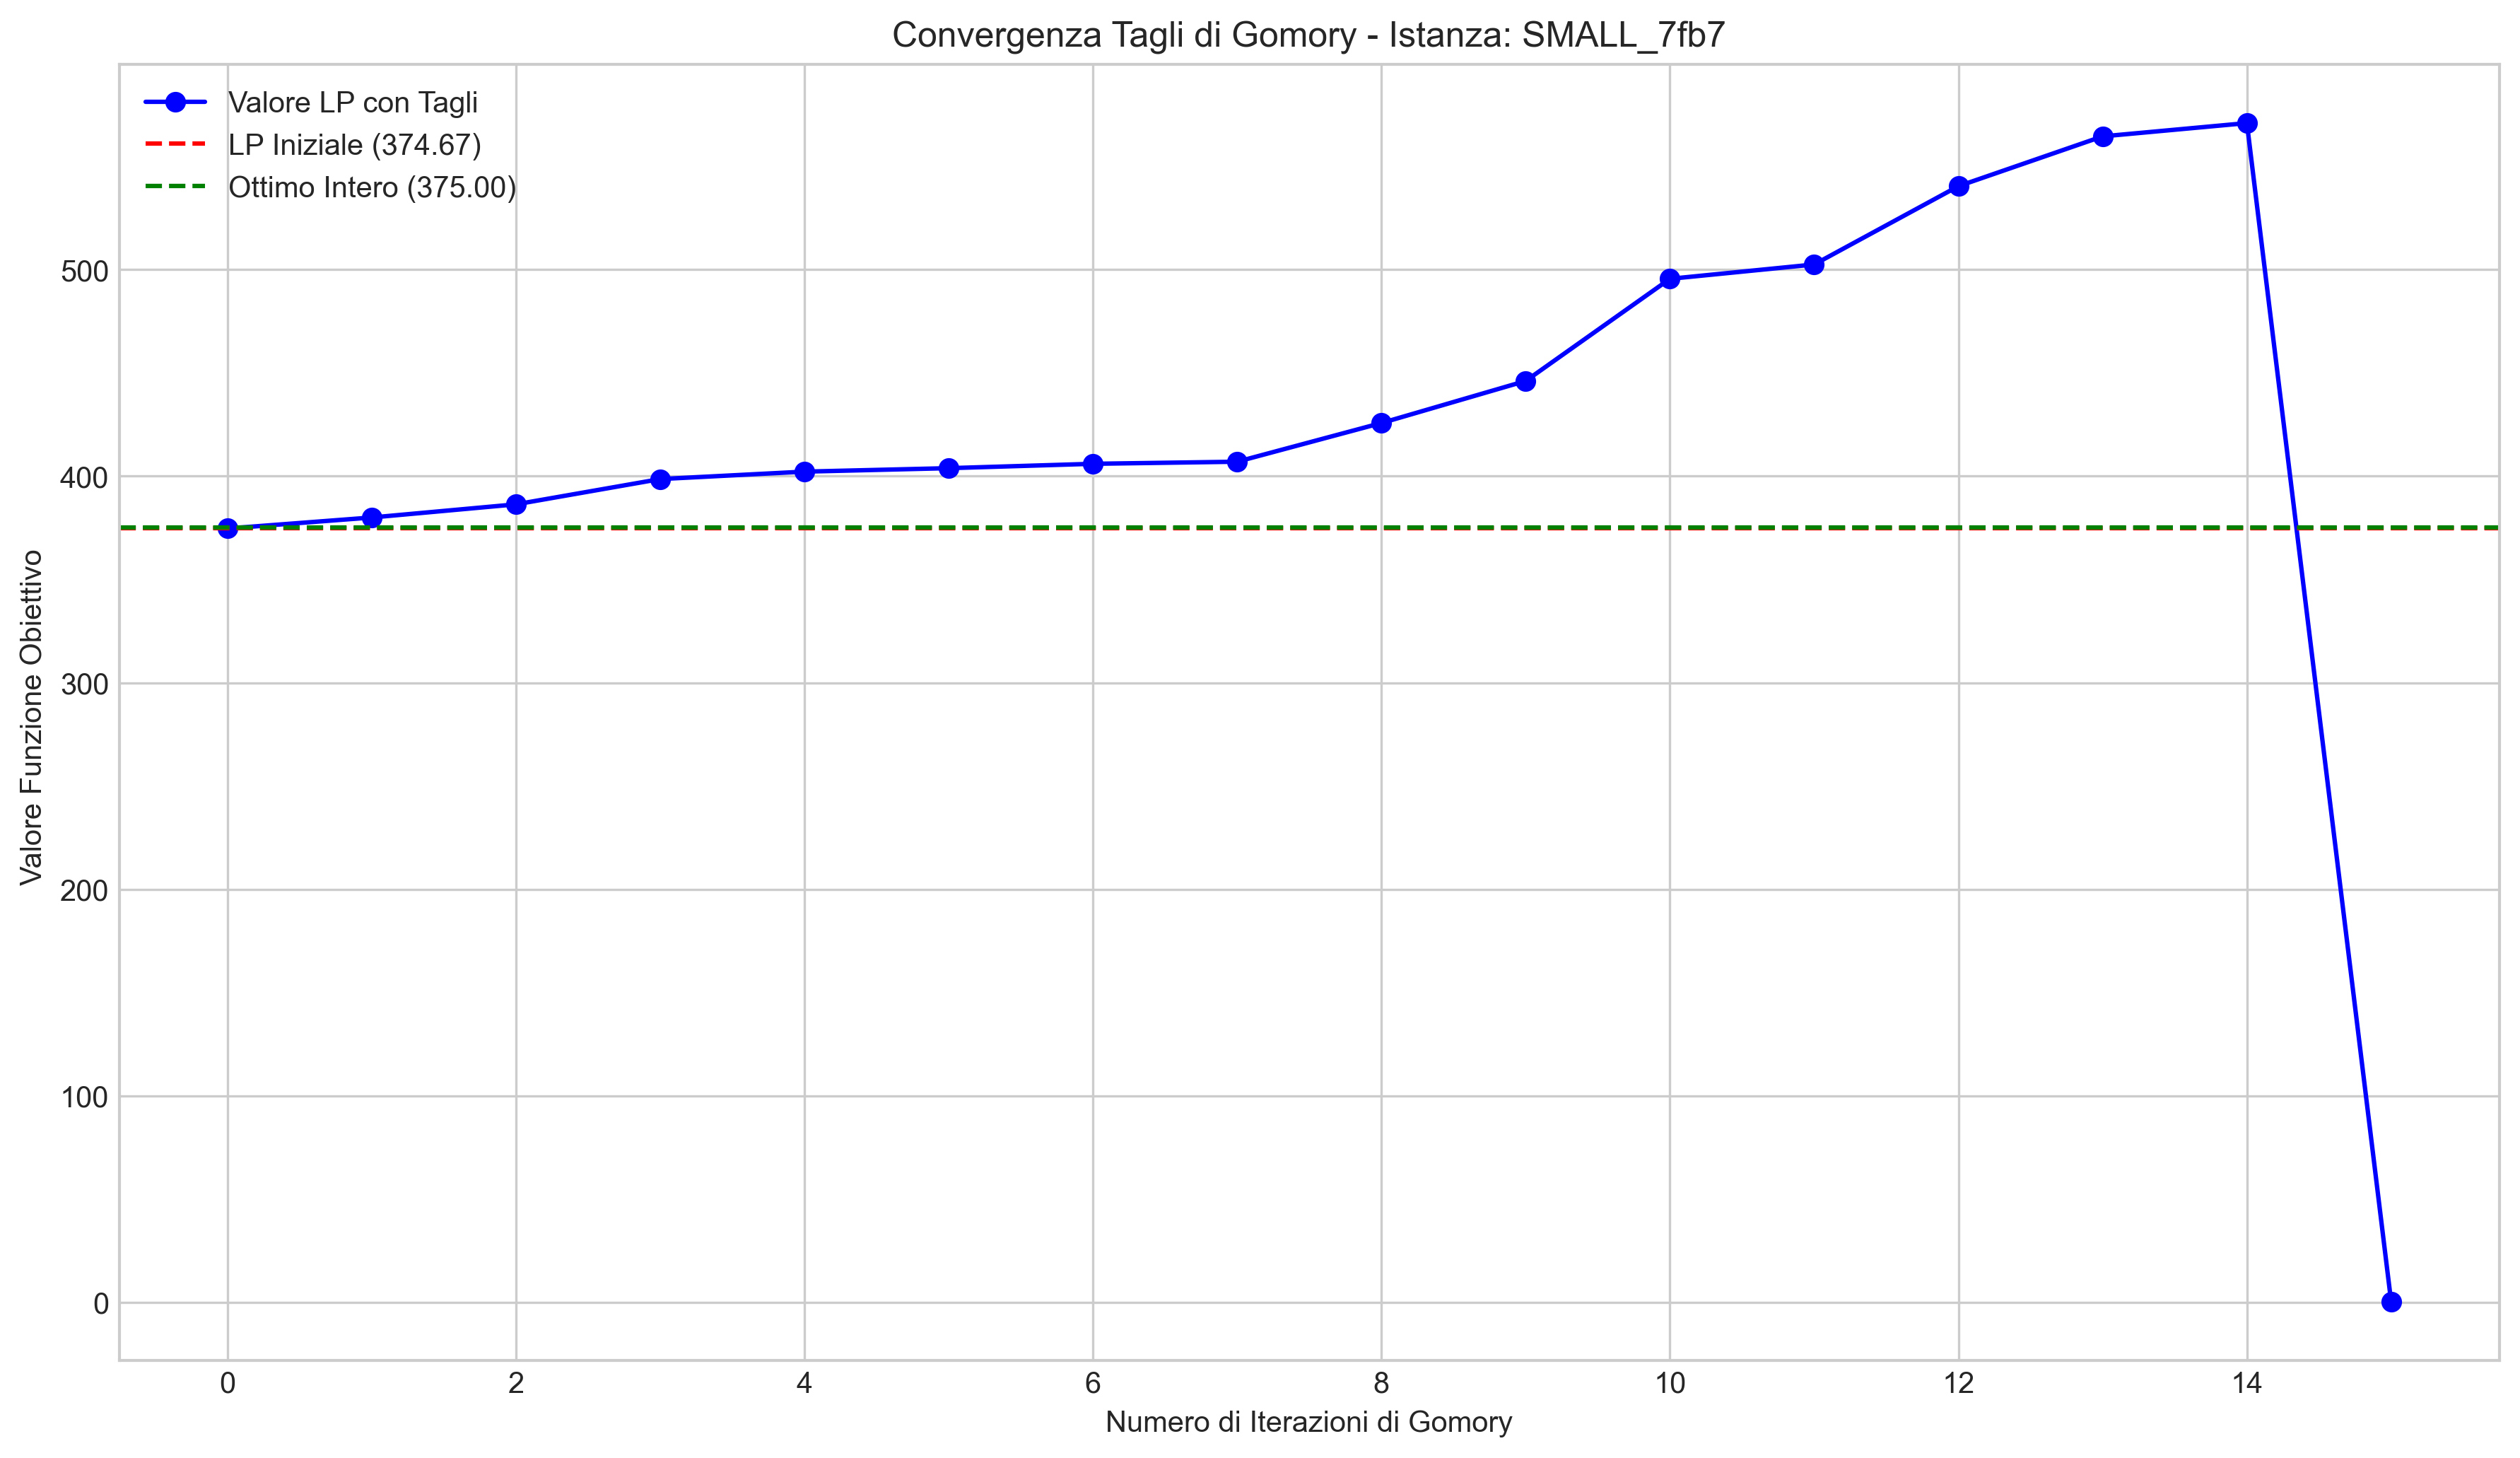 Convergenza Tagli di Gomory - Istanza: SMALL_7fb7
Valore LP con Tagli
LP Iniziale (374.67)
Ottimo Intero (375.00)
Valore Funzione Obiettivo
500
400
300
200
100
0
0 2 4 6 8 10 12 14
Numero di Iterazioni di Gomory